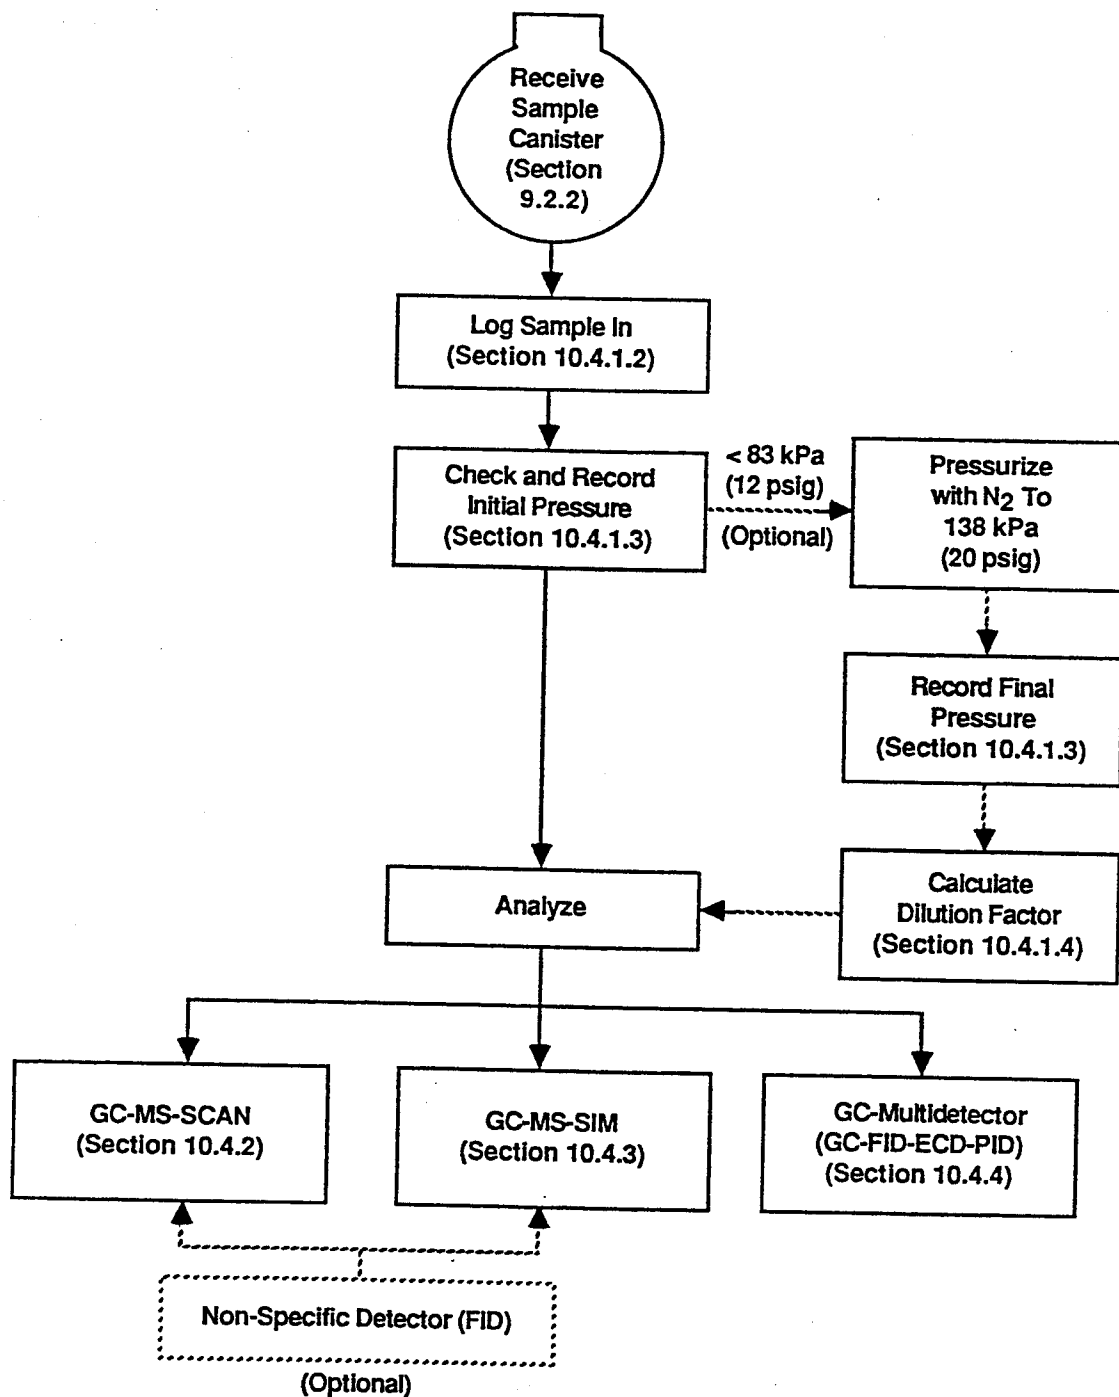 Receive
Sample
Canister
(Section
9.2.2)
Log Sample In
(Section 10.4.1.2)
Check and Record
Initial Pressure
(Section 10.4.1.3)
< 83 kPa
(12 psig)
(Optional)
Pressurize
with N2 To
138 kPa
(20 psig)
Record Final
Pressure
(Section 10.4.1.3)
Calculate
Dilution Factor
(Section 10.4.1.4)
Analyze
GC-MS-SCAN
(Section 10.4.2)
GC-MS-SIM
(Section 10.4.3)
GC-Multidetector
(GC-FID-ECD-PID)
(Section 10.4.4)
Non-Specific Detector (FID)
(Optional)